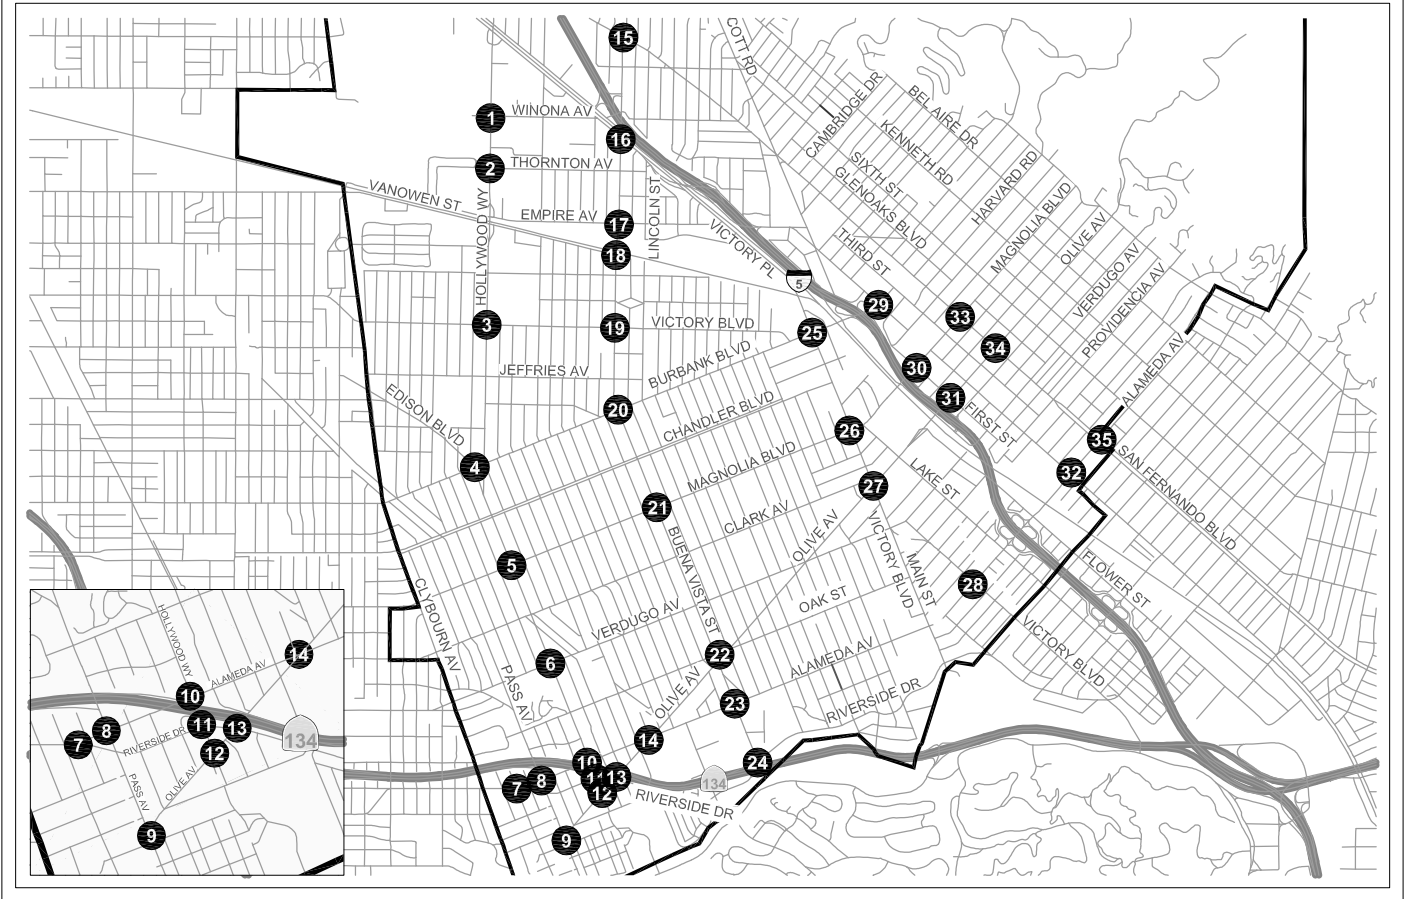 15
COTT RD
WINONA AV
1
16
CAMBRIDGE DR
BEL AIRE DR
KENNETH RD
THORNTON AV
2
SIXTH ST
GLENOAKS BLVD
HARVARD RD
VANOWEN ST
HOLLYWOOD WY
EMPIRE AV
17
LINCOLN ST
18
VICTORY PL
THIRD ST
MAGNOLIA BLVD
OLIVE AV
VERDUGO AV
PROVIDENCIA AV
5
29
3
19
VICTORY BLVD
25
33
34
JEFFRIES AV
BURBANK BLVD
30
ALAMEDA AV
EDISON BLVD
20
CHANDLER BLVD
31
FIRST ST
26
35
4
MAGNOLIA BLVD
LAKE ST
32
SAN FERNANDO BLVD
27
21
CLARK AV
OLIVE AV
BUENA VISTA ST
VICTORY BLVD
5
MAIN ST
28
FLOWER ST
CLYBOURN AV
VERDUGO AV
OAK ST
VICTORY BLVD
6
22
PASS AV
OLIVE AV
ALAMEDA AV
23
RIVERSIDE DR
14
10
24
8
11
13
7
12
134
RIVERSIDE DR
9
HOLLYWOOD WY
14
ALAMEDA AV
10
11
13
8
7
RIVERSIDE DR
12
134
PASS AV
OLIVE AV
9